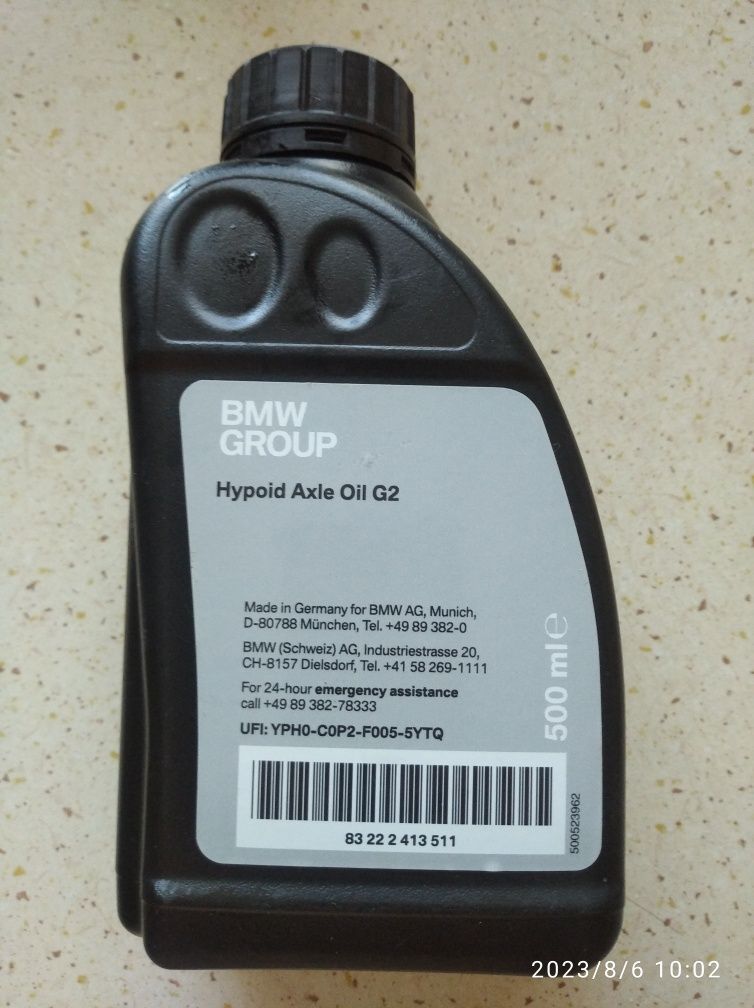 BMW
GROUP
Hypoid Axle Oil G2
Made in Germany for BMW AG, Munich,
D-80788 München, Tel. +49 89 382-0
BMW (Schweiz) AG, Industriestrasse 20,
CH-8157 Dielsdorf, Tel. +41 58 269-1111
For 24-hour emergency assistance
call +49 89 382-78333
UFI: YPH0-C0P2-F005-5YTQ
500 ml ℮
83 22 2 413 511
500523962
2023/8/6 10:02